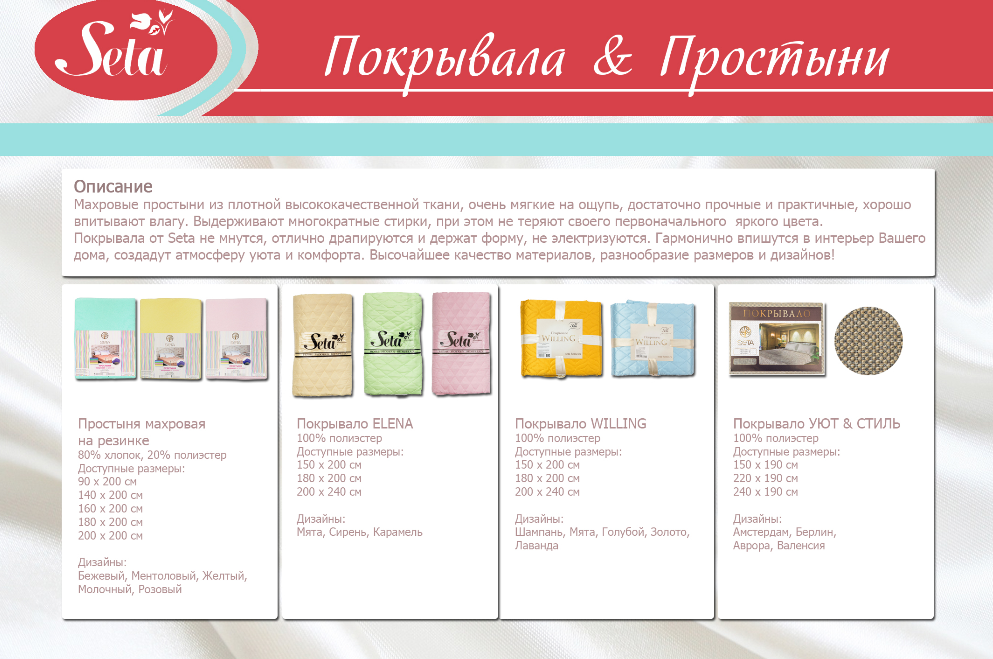 Seta
Покрывала & Простыни
Описание
Махровые простыни из плотной высококачественной ткани, очень мягкие на ощупь, достаточно прочные и практичные, хорошо
впитывают влагу. Выдерживают многократные стирки, при этом не теряют своего первоначального яркого цвета.
Покрывала от Seta не мнутся, отлично драпируются и держат форму, не электризуются. Гармонично впишутся в интерьер Вашего
дома, создадут атмосферу уюта и комфорта. Высочайшее качество материалов, разнообразие размеров и дизайнов!
Seta
Seta
Seta
WILLING
WILLING
ПОКРЫВАЛО
Простыня махровая
на резинке
80% хлопок, 20% полиэстер
Доступные размеры:
90 x 200 см
140 x 200 см
160 x 200 см
180 x 200 см
200 x 200 см
Дизайны:
Бежевый, Ментоловый, Желтый,
Молочный, Розовый
Покрывало ELENA
100% полиэстер
Доступные размеры:
150 x 200 см
180 x 200 см
200 x 240 см
Дизайны:
Мята, Сирень, Карамель
Покрывало WILLING
100% полиэстер
Доступные размеры:
150 x 200 см
180 x 200 см
200 x 240 см
Дизайны:
Шампань, Мята, Голубой, Золото,
Лаванда
Покрывало УЮТ & СТИЛЬ
100% полиэстер
Доступные размеры:
150 x 190 см
220 x 190 см
240 x 190 см
Дизайны:
Амстердам, Берлин,
Аврора, Валенсия